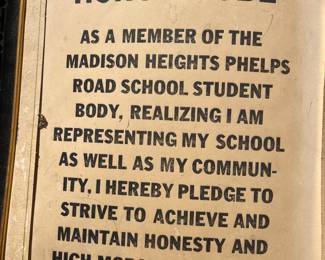 AS A MEMBER OF THE
MADISON HEIGHTS PHELPS
ROAD SCHOOL STUDENT
BODY, REALIZING I AM
REPRESENTING MY SCHOOL
AS WELL AS MY COMMUN-
ITY, I HEREBY PLEDGE TO
STRIVE TO ACHIEVE AND
MAINTAIN HONESTY AND
HIGH